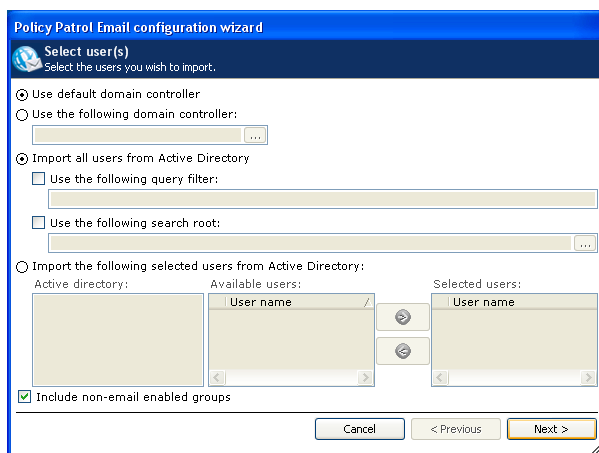 Policy Patrol Email configuration wizard
Select user(s)
Select the users you wish to import.
Use default domain controller
Use the following domain controller:
...
Import all users from Active Directory
Use the following query filter:
Use the following search root:
...
Import the following selected users from Active Directory:
Active directory: Available users: Selected users:
User name / User name
Include non-email enabled groups
Cancel < Previous Next >